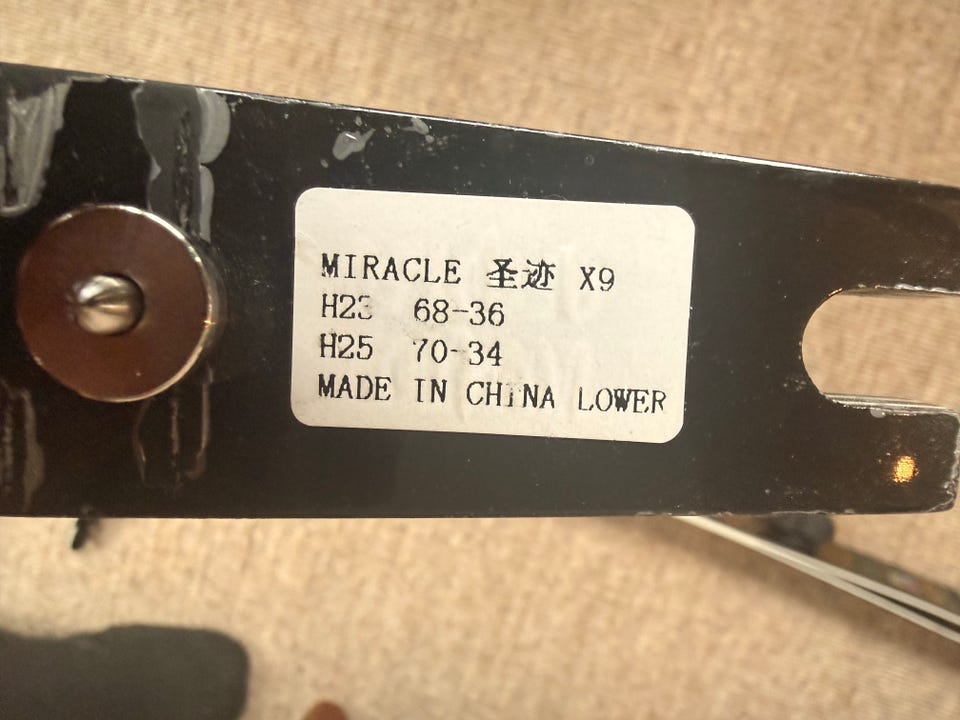 MIRACLE 圣迹 X9
H23 68-36
H25 70-34
MADE IN CHINA LOWER